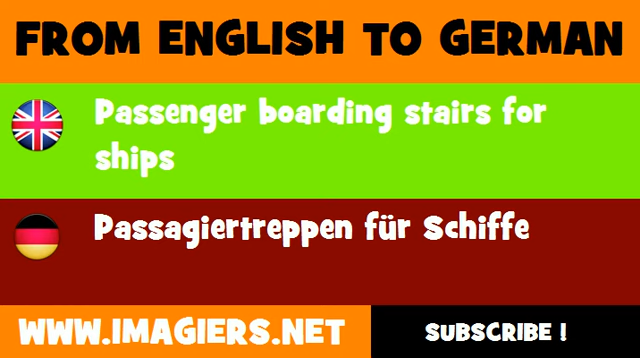 FROM ENGLISH TO GERMAN
Passenger boarding stairs for
ships
Passagiertreppen für Schiffe
WWW.IMAGIERS.NET
SUBSCRIBE !